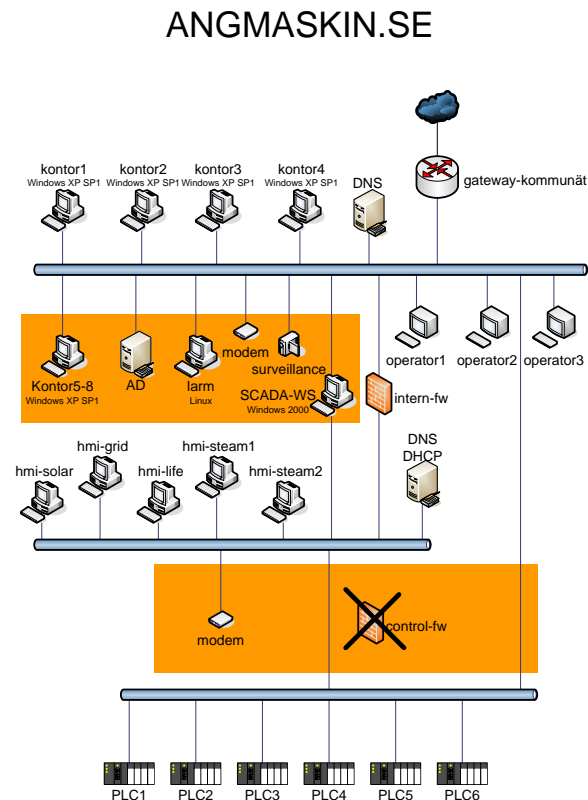 ANGMASKIN.SE
kontor1
Windows XP SP1
kontor2
Windows XP SP1
kontor3
Windows XP SP1
kontor4
Windows XP SP1
DNS
gateway-kommunät
Kontor5-8
Windows XP SP1
AD
larm
Linux
modem
surveillance
SCADA-WS
Windows 2000
intern-fw
operator1
operator2
operator3
hmi-solar
hmi-grid
hmi-life
hmi-steam1
hmi-steam2
DNS
DHCP
modem
control-fw
PLC1
PLC2
PLC3
PLC4
PLC5
PLC6